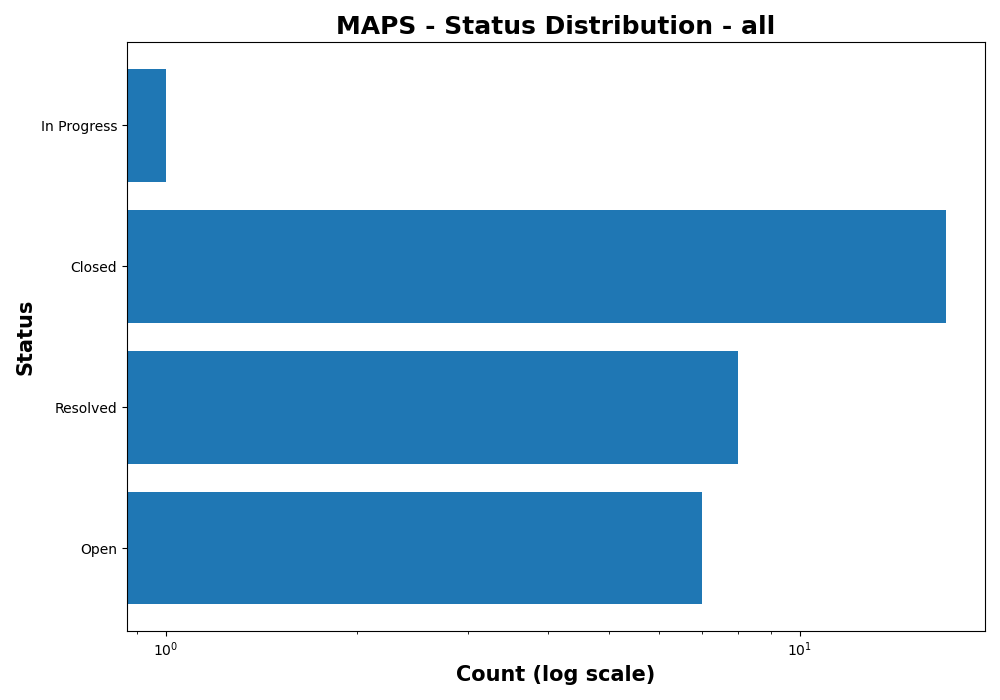 MAPS - Status Distribution - all
In Progress
Closed
Resolved
Open
Status
10⁰
10¹
Count (log scale)